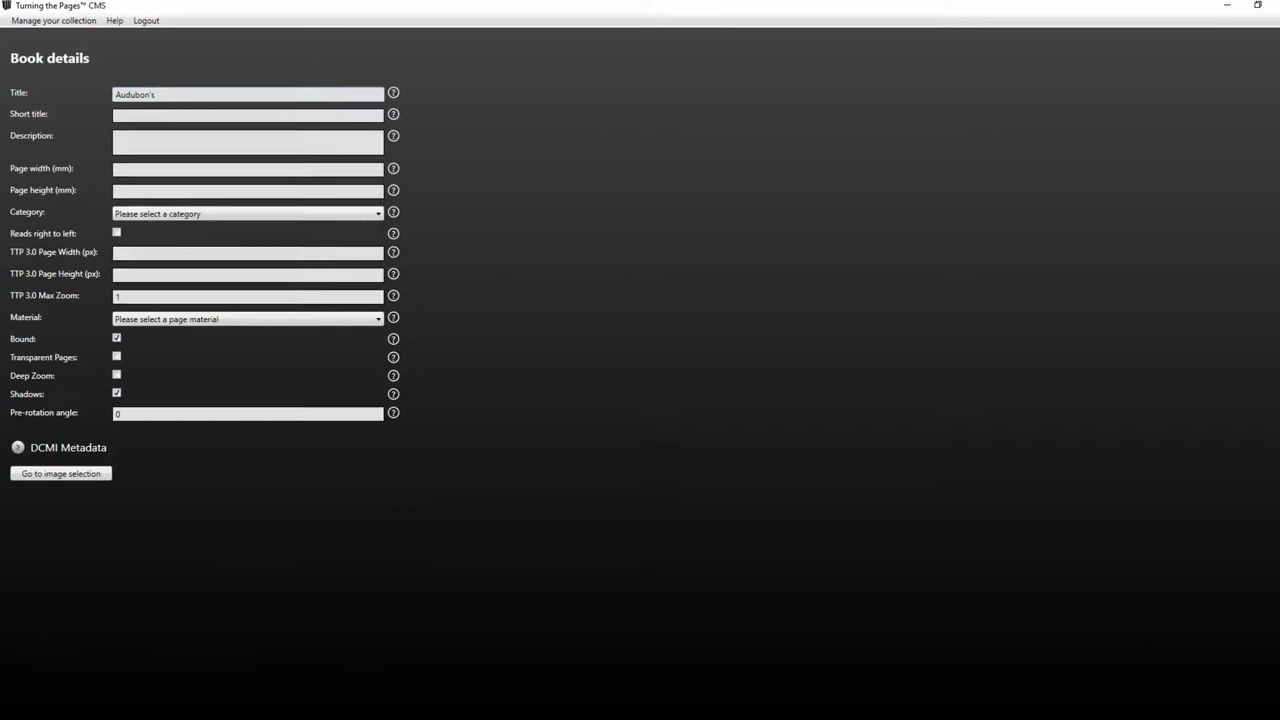 Turning the Pages™ CMS
Manage your collection Help Logout
Book details
Title: Audubon's ?
Short title: ?
Description: ?
Page width (mm): ?
Page height (mm): ?
Category: Please select a category ?
Reads right to left: ?
TTP 3.0 Page Width (px): ?
TTP 3.0 Page Height (px): ?
TTP 3.0 Max Zoom: 1 ?
Material: Please select a page material ?
Bound: ?
Transparent Pages: ?
Deep Zoom: ?
Shadows: ?
Pre-rotation angle: 0 ?
DCMI Metadata
Go to image selection